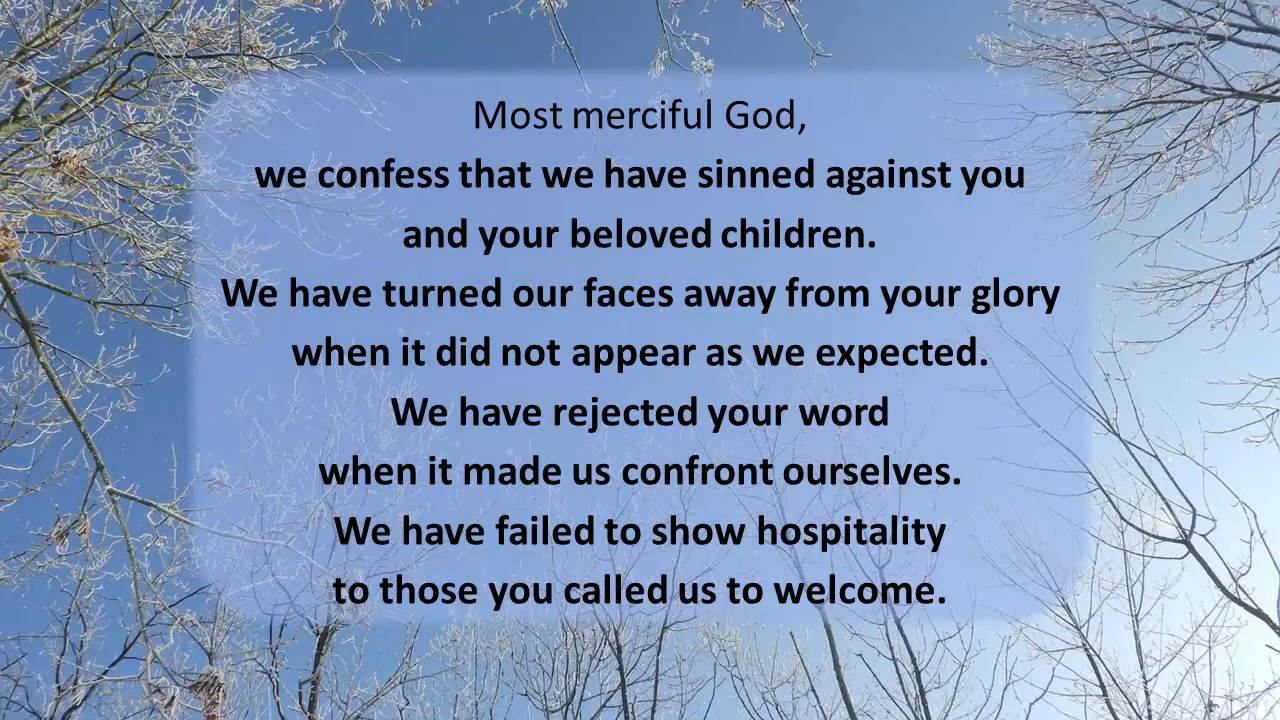 Most merciful God,
we confess that we have sinned against you
and your beloved children.
We have turned our faces away from your glory
when it did not appear as we expected.
We have rejected your word
when it made us confront ourselves.
We have failed to show hospitality
to those you called us to welcome.